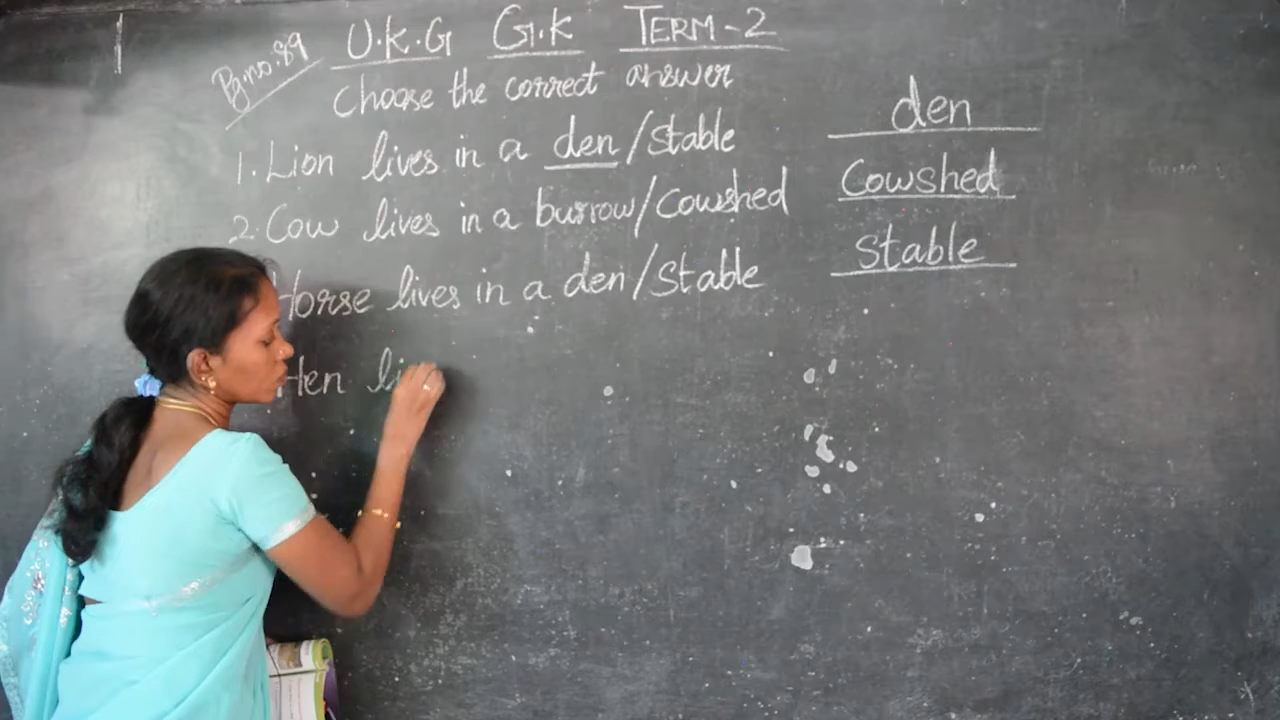 Pg.no:89 U.K.G G.K TERM-2
Choose the correct answer
1. Lion lives in a den/stable den
2. Cow lives in a burrow/cowshed Cowshed
Horse lives in a den/stable Stable
Hen li